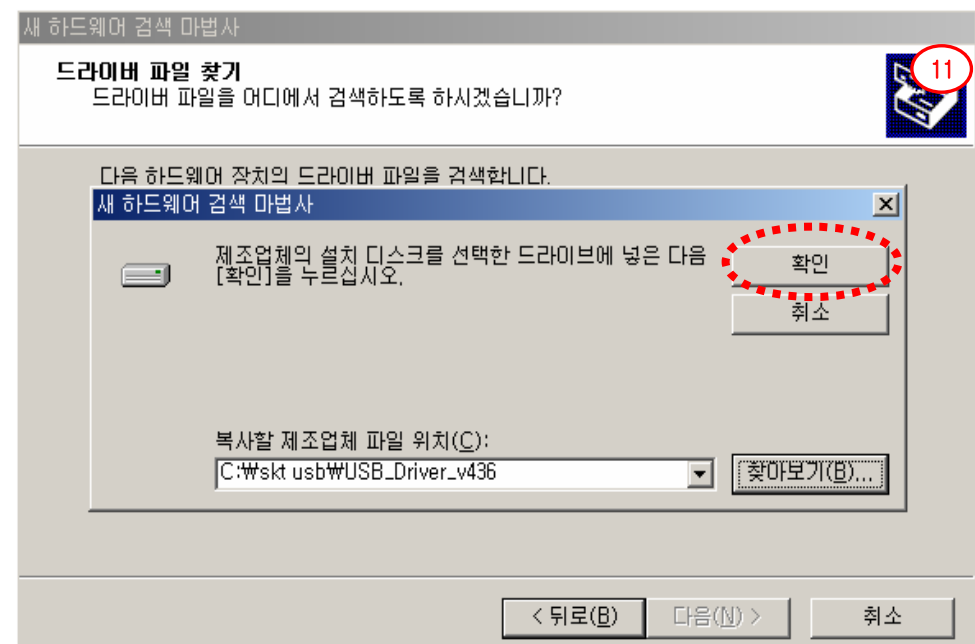 새 하드웨어 검색 마법사
11
드라이버 파일 찾기
드라이버 파일을 어디에서 검색하도록 하시겠습니까?
다음 하드웨어 장치의 드라이버 파일을 검색합니다.
새 하드웨어 검색 마법사
제조업체의 설치 디스크를 선택한 드라이브에 넣은 다음
[확인]을 누르십시오.
확인
취소
복사할 제조업체 파일 위치(C):
C:₩skt usb₩USB_Driver_v436
찾아보기(B)...
< 뒤로(B)
다음(N) >
취소